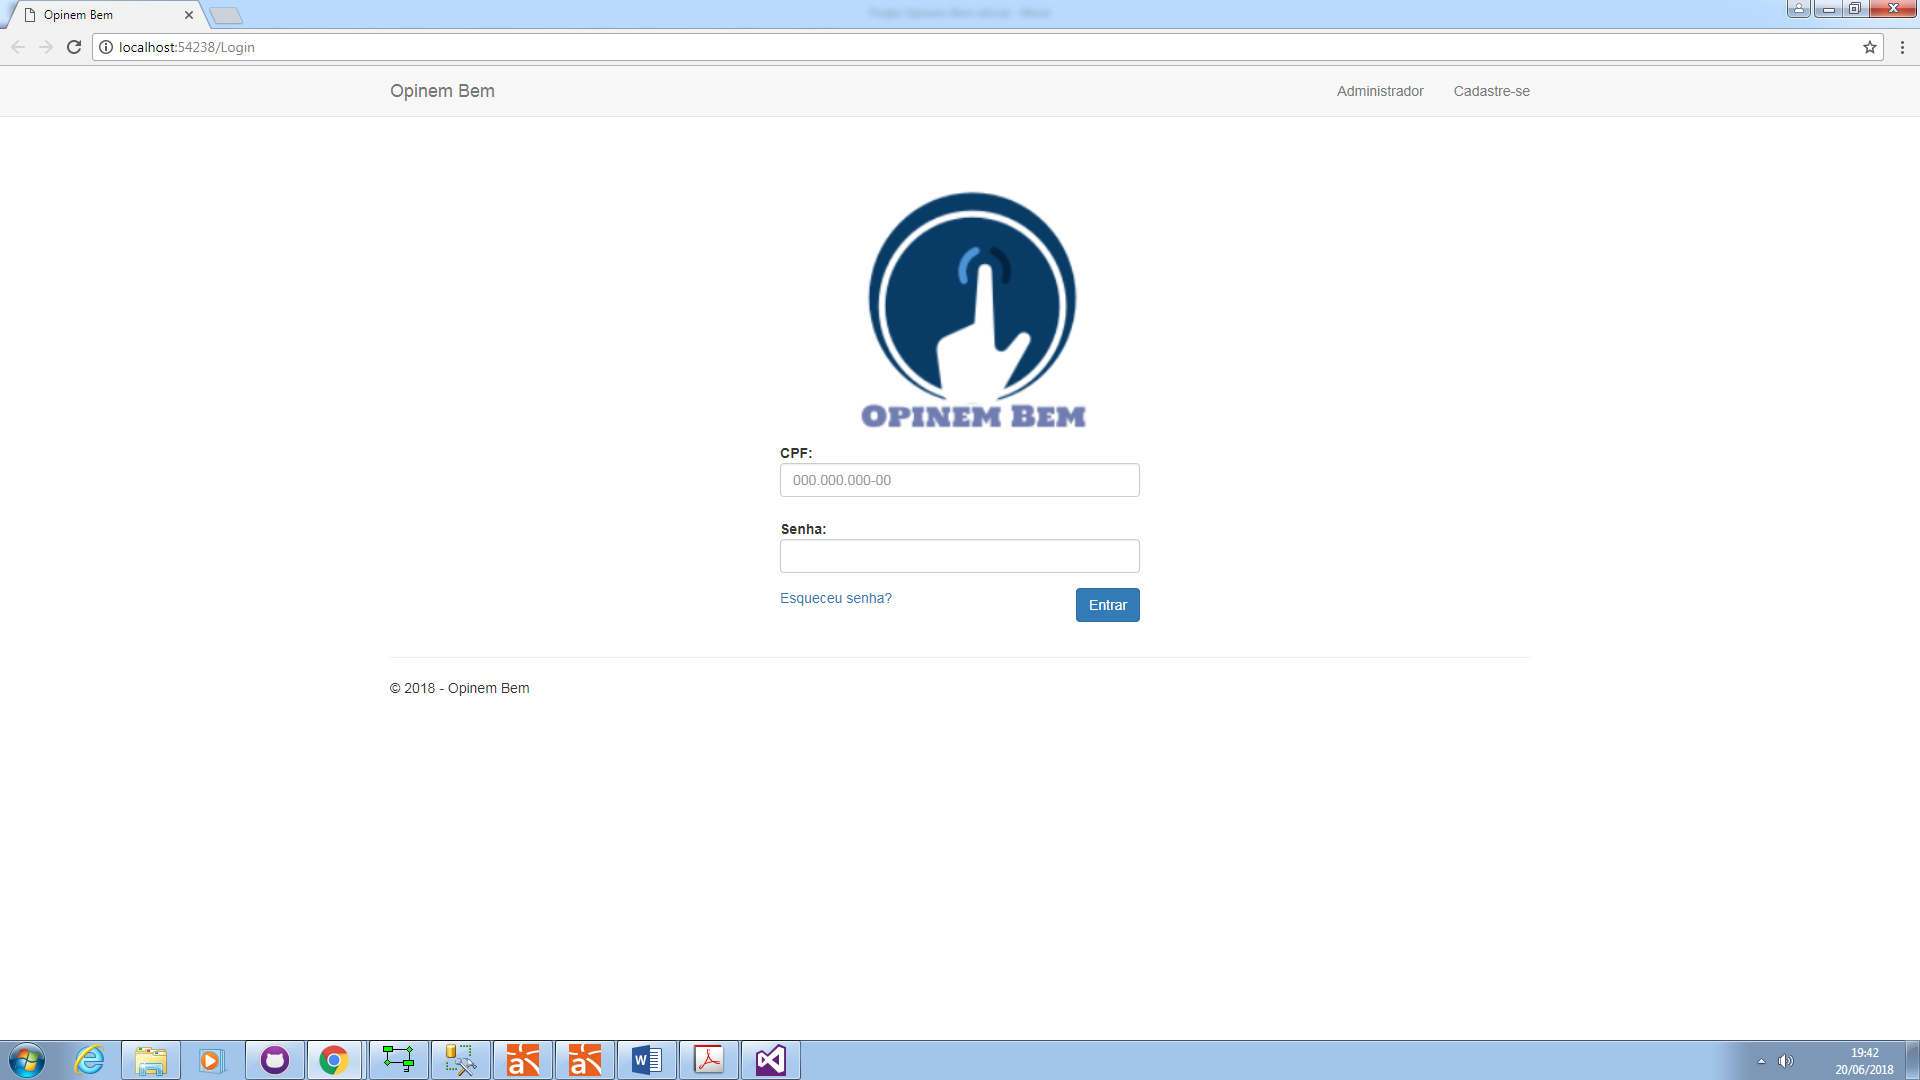 Opinem Bem
localhost:54238/Login
Opinem Bem
Administrador
Cadastre-se
OPINEM BEM
CPF:
000.000.000-00
Senha:
Esqueceu senha?
Entrar
© 2018 - Opinem Bem
19:42
20/06/2018